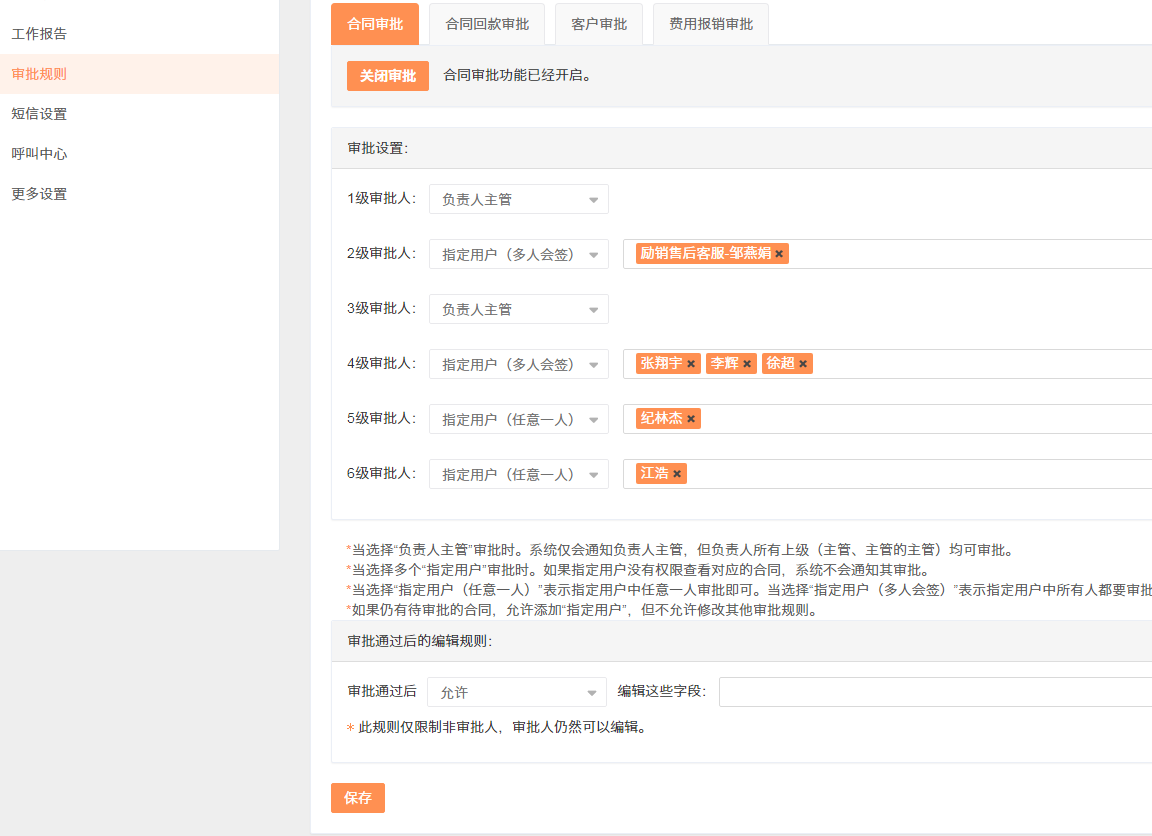 工作报告
审批规则
短信设置
呼叫中心
更多设置
合同审批 合同回款审批 客户审批 费用报销审批
关闭审批 合同审批功能已经开启。
审批设置:
1级审批人: 负责人主管
2级审批人: 指定用户（多人会签） 励销售后客服-邹燕娟×
3级审批人: 负责人主管
4级审批人: 指定用户（多人会签） 张翔宇× 李辉× 徐超×
5级审批人: 指定用户（任意一人） 纪林杰×
6级审批人: 指定用户（任意一人） 江浩×
*当选择“负责人主管”审批时。系统仅会通知负责人主管，但负责人所有上级（主管、主管的主管）均可审批。
*当选择多个“指定用户”审批时。如果指定用户没有权限查看对应的合同，系统不会通知其审批。
*当选择“指定用户（任意一人）”表示指定用户中任意一人审批即可。当选择“指定用户（多人会签）”表示指定用户中所有人都要审批
*如果仍有待审批的合同，允许添加“指定用户”，但不允许修改其他审批规则。
审批通过后的编辑规则:
审批通过后 允许 编辑这些字段:
* 此规则仅限制非审批人，审批人仍然可以编辑。
保存